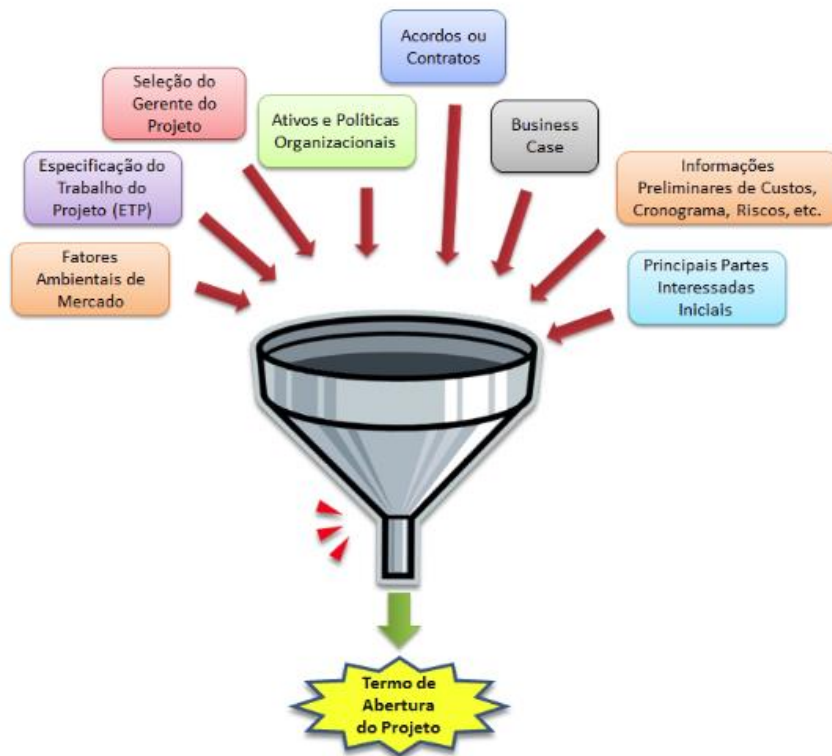 Acordos ou
Contratos
Seleção do
Gerente do
Projeto
Ativos e Políticas
Organizacionais
Business
Case
Especificação do
Trabalho do
Projeto (ETP)
Informações
Preliminares de Custos,
Cronograma, Riscos, etc.
Fatores
Ambientais de
Mercado
Principais Partes
Interessadas
Iniciais
Termo de
Abertura
do Projeto